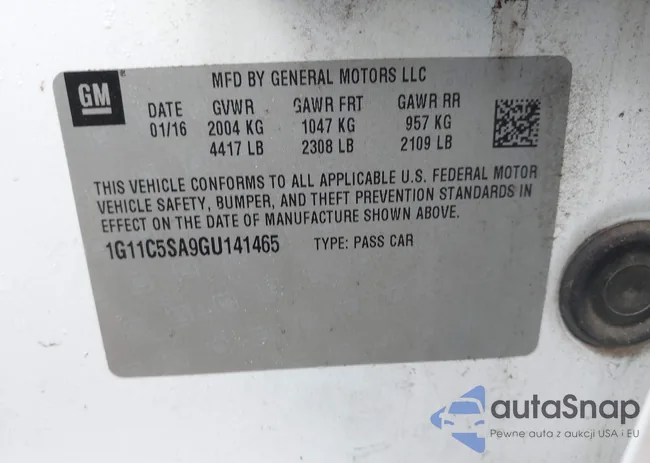 GM
MFD BY GENERAL MOTORS LLC
DATE GVWR GAWR FRT GAWR RR
01/16 2004 KG 1047 KG 957 KG
4417 LB 2308 LB 2109 LB
THIS VEHICLE CONFORMS TO ALL APPLICABLE U.S. FEDERAL MOTOR
VEHICLE SAFETY, BUMPER, AND THEFT PREVENTION STANDARDS IN
EFFECT ON THE DATE OF MANUFACTURE SHOWN ABOVE.
1G11C5SA9GU141465 TYPE: PASS CAR
autoSnap
Pewne auta z aukcji USA i EU